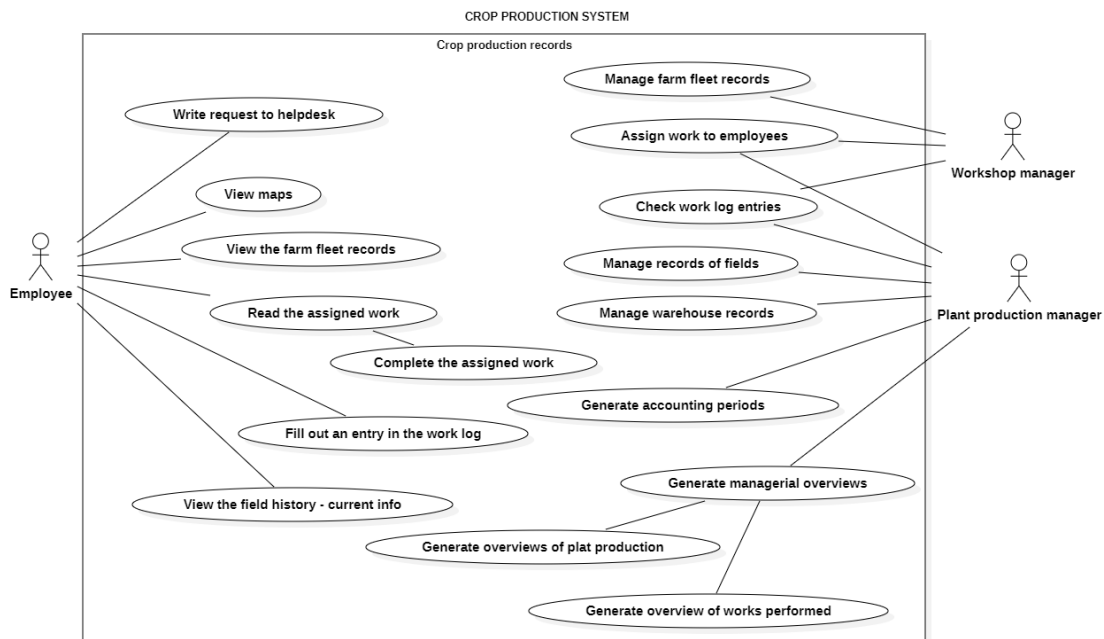 CROP PRODUCTION SYSTEM
Crop production records
Manage farm fleet records
Write request to helpdesk
Assign work to employees
Workshop manager
View maps
Check work log entries
View the farm fleet records
Manage records of fields
Employee
Read the assigned work
Manage warehouse records
Plant production manager
Complete the assigned work
Generate accounting periods
Fill out an entry in the work log
Generate managerial overviews
View the field history - current info
Generate overviews of plat production
Generate overview of works performed